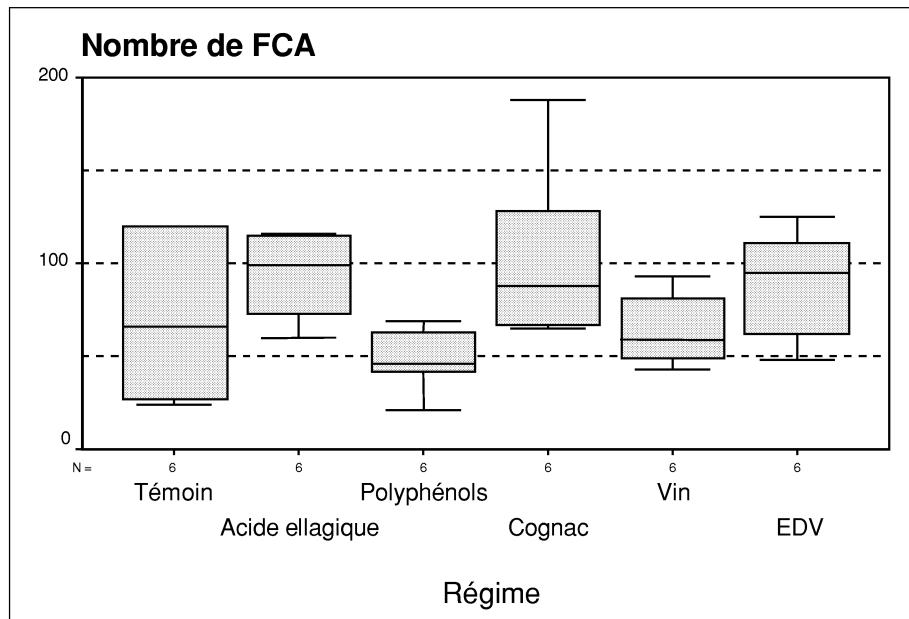 Nombre de FCA
200
100
0
N = 6 6 6 6 6 6
Témoin Polyphénols Vin
Acide ellagique Cognac EDV
Régime